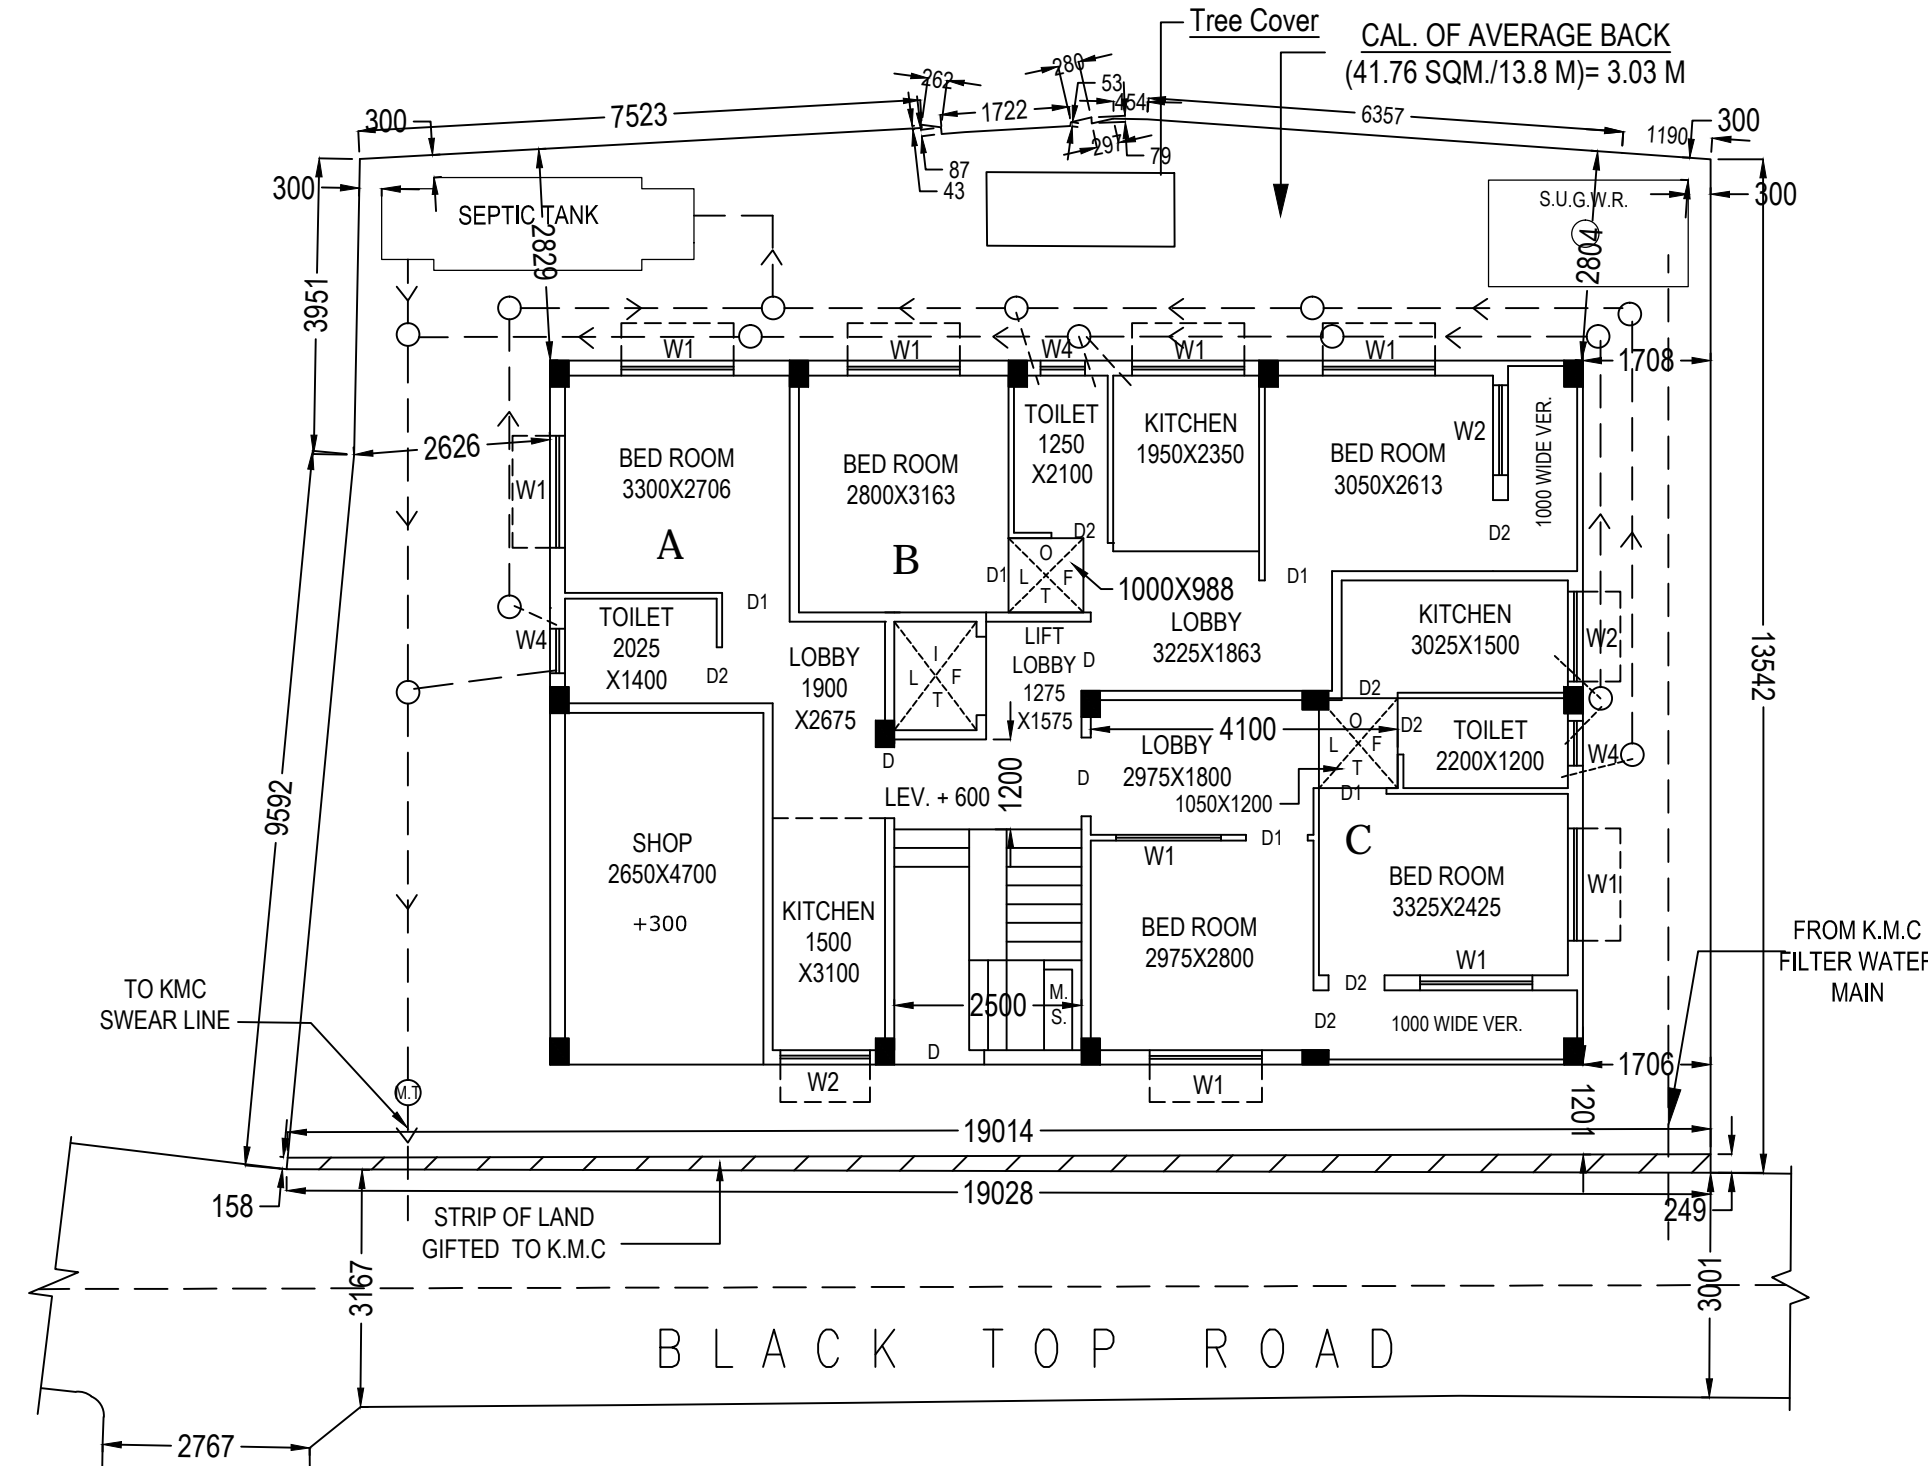 Tree Cover
CAL. OF AVERAGE BACK
(41.76 SQM./13.8 M)= 3.03 M
262
280
53
454
300
7523
1722
6357
1190
300
297
79
87
43
300
SEPTIC TANK
S.U.G.W.R.
300
2829
2804
3951
W1
W1
W4
W1
W1
1708
2626
W1
BED ROOM
3300X2706
A
BED ROOM
2800X3163
B
TOILET
1250
X2100
KITCHEN
1950X2350
BED ROOM
3050X2613
W2
1000 WIDE VER.
D2
D2
D1
O
L F
T
1000X988
D1
D1
TOILET
2025
X1400
W4
D2
LOBBY
1900
X2675
I
L F
T
LIFT
LOBBY
1275
X1575
D
LOBBY
3225X1863
KITCHEN
3025X1500
W2
13542
D2
O
L F
T
D2
TOILET
2200X1200
W4
4100
LOBBY
2975X1800
1050X1200
D1
D
D
LEV. + 600
1200
9592
SHOP
2650X4700
+300
W1
D1
C
BED ROOM
3325X2425
W1
KITCHEN
1500
X3100
BED ROOM
2975X2800
W1
FROM K.M.C
FILTER WATER
MAIN
D2
TO KMC
SWEAR LINE
2500
M.
S.
D2
1000 WIDE VER.
D
1706
M.T
W2
W1
1201
19014
158
19028
249
STRIP OF LAND
GIFTED TO K.M.C
3167
3001
BLACK TOP ROAD
2767